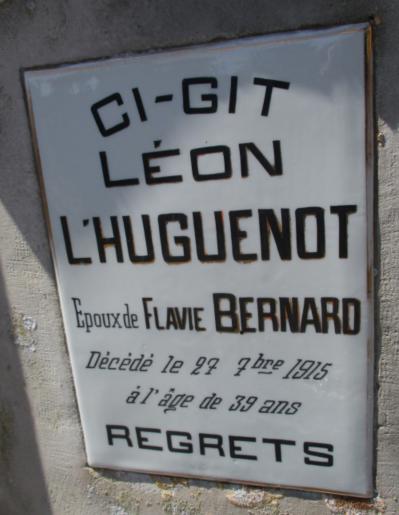 CI-GIT
LÉON
L'HUGUENOT
Epoux de FLAVIE BERNARD
Décédé le 27 7bre 1915
à l'âge de 39 ans
REGRETS